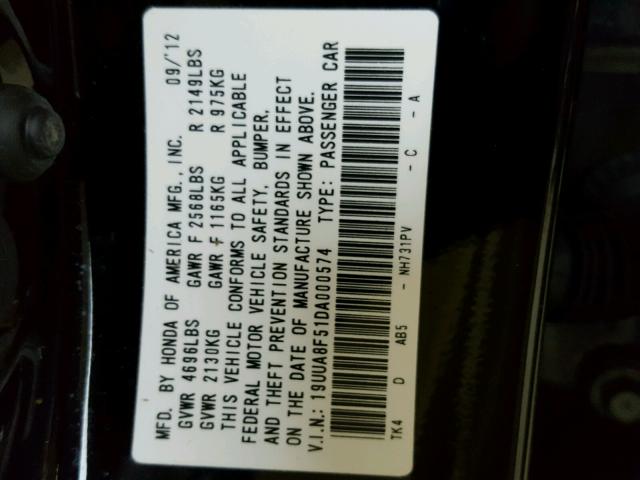 MFD. BY HONDA OF AMERICA MFG., INC. 09/'12
GVWR 4696LBS GAWR F 2568LBS R 2149LBS
GVWR 2130KG GAWR F 1165KG R 975KG
THIS VEHICLE CONFORMS TO ALL APPLICABLE
FEDERAL MOTOR VEHICLE SAFETY, BUMPER,
AND THEFT PREVENTION STANDARDS IN EFFECT
ON THE DATE OF MANUFACTURE SHOWN ABOVE.
V.I.N.: 19UUA8F51DA000574 TYPE: PASSENGER CAR
TK4 D AB5 - NH731PV - C - A